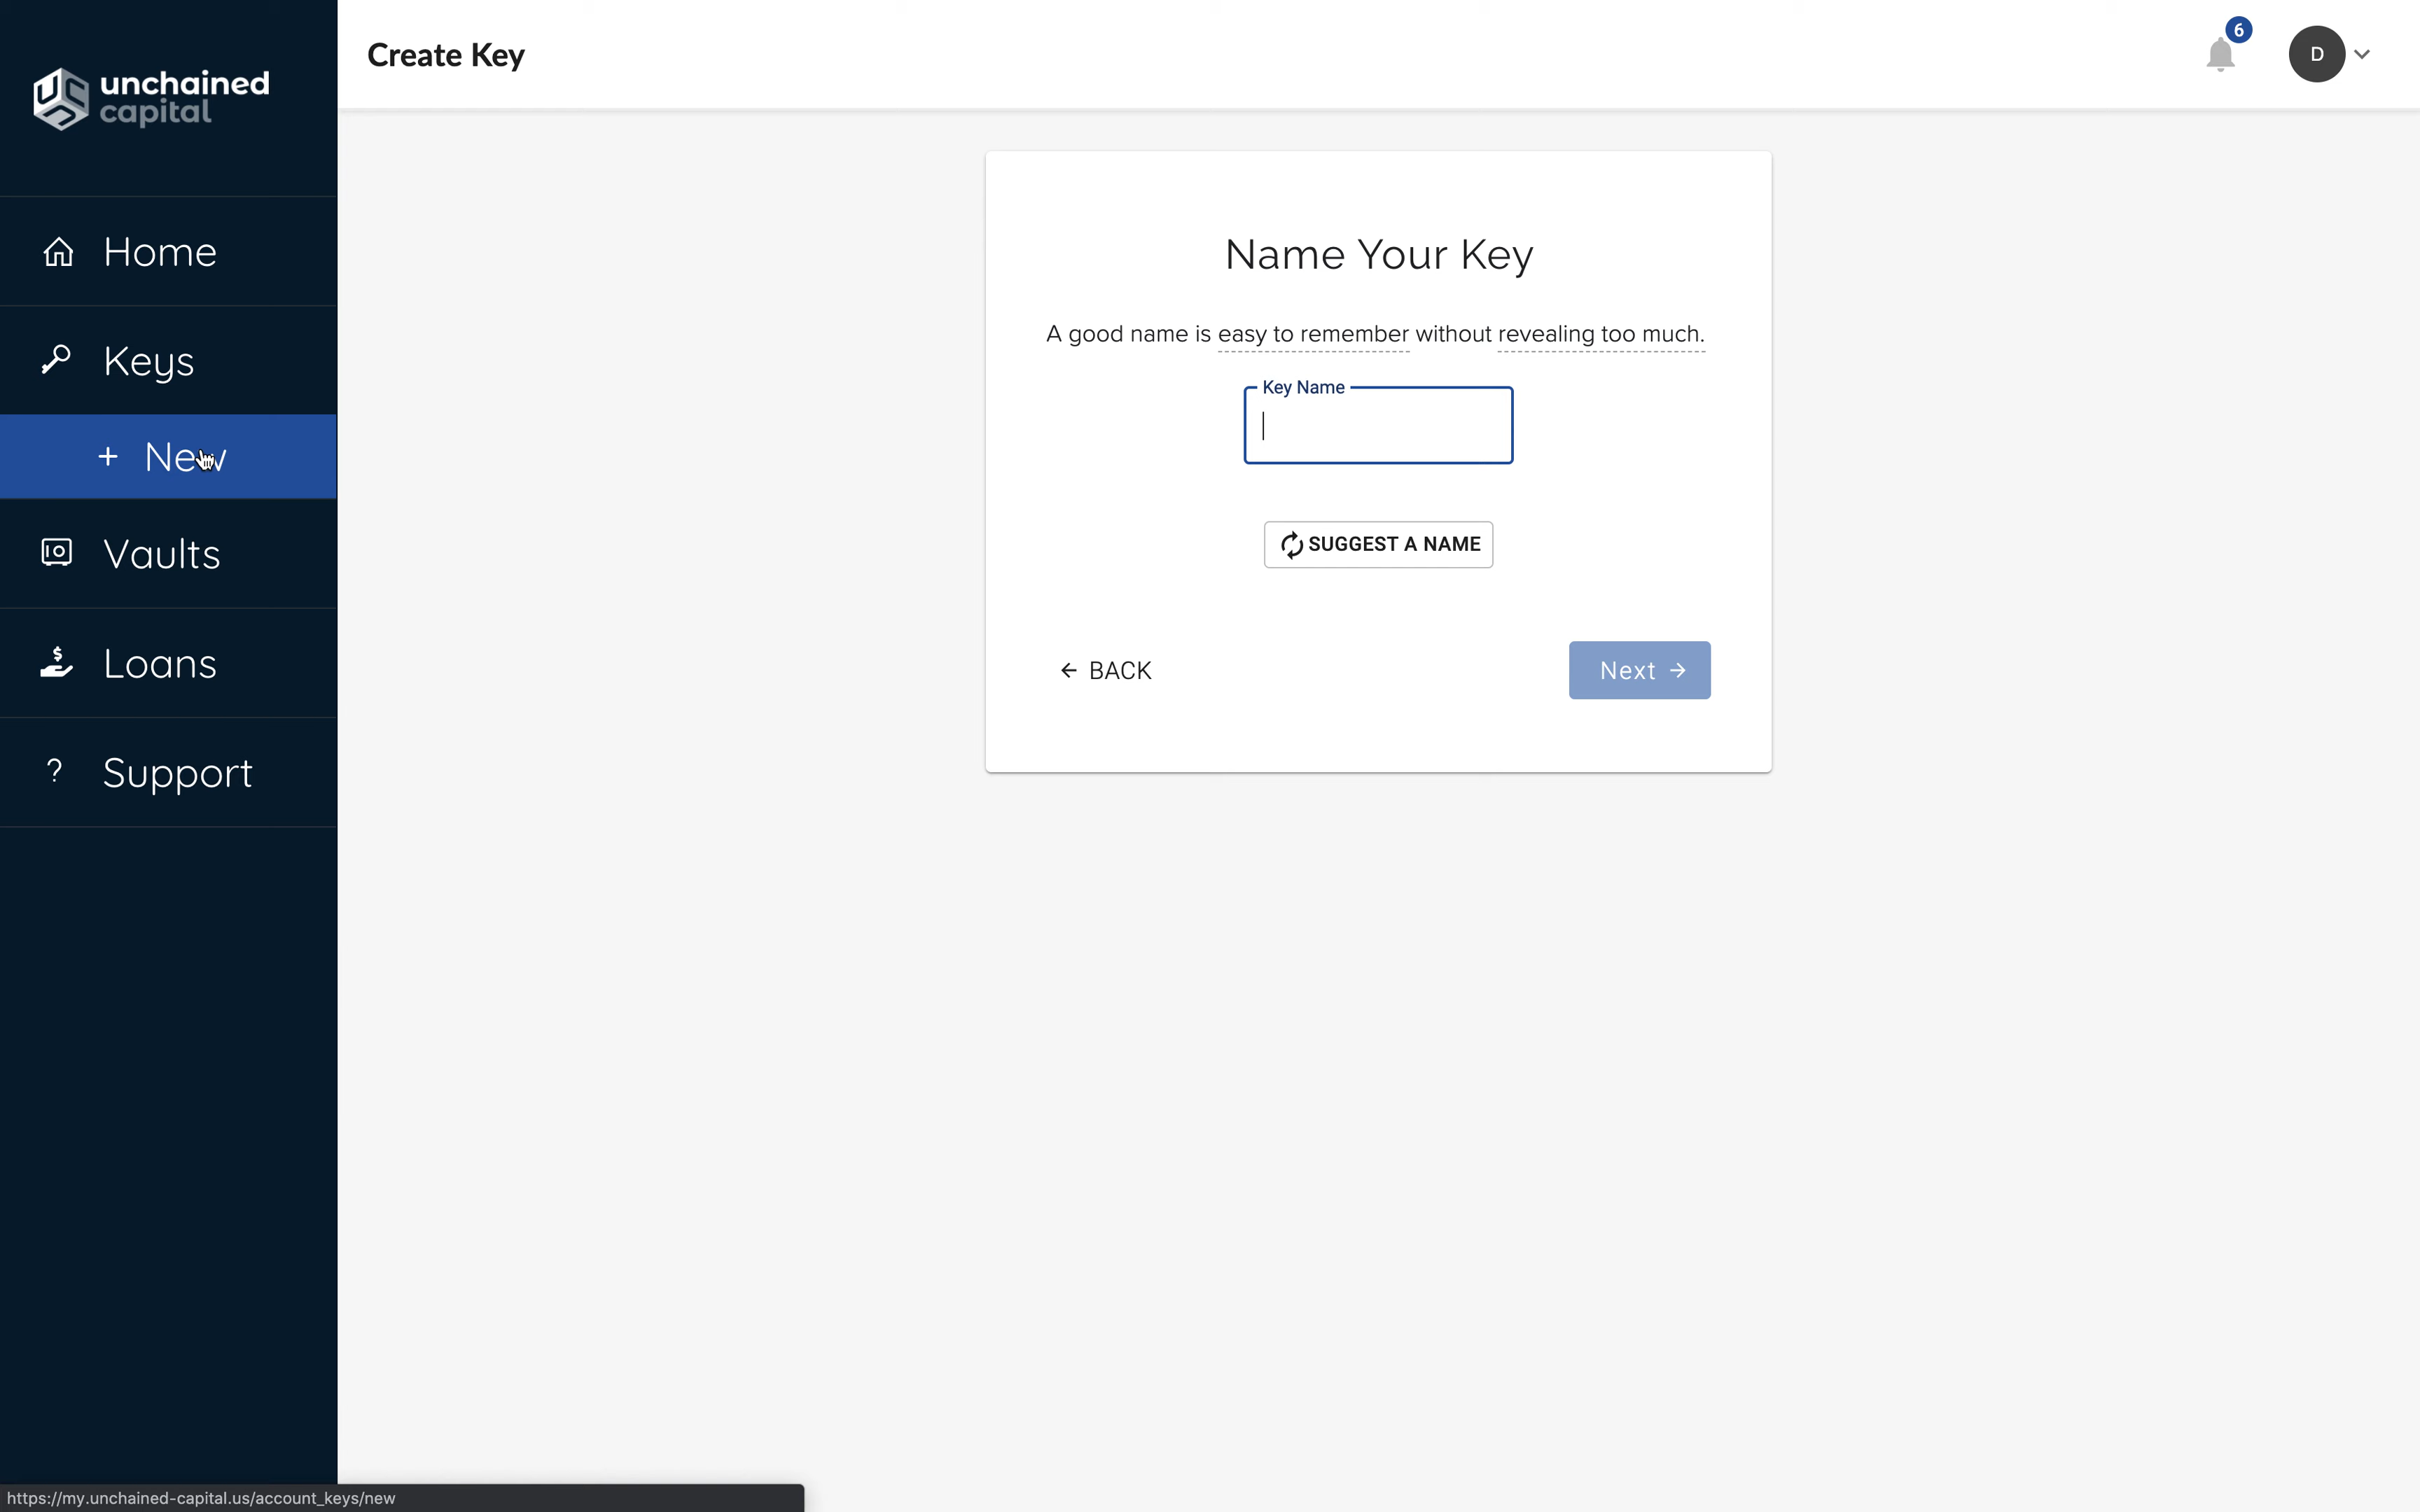 unchained
capital
Create Key
6
D
Home
Keys
+ New
Vaults
Loans
? Support
Name Your Key
A good name is easy to remember without revealing too much.
Key Name
SUGGEST A NAME
← BACK
Next →
https://my.unchained-capital.us/account_keys/new